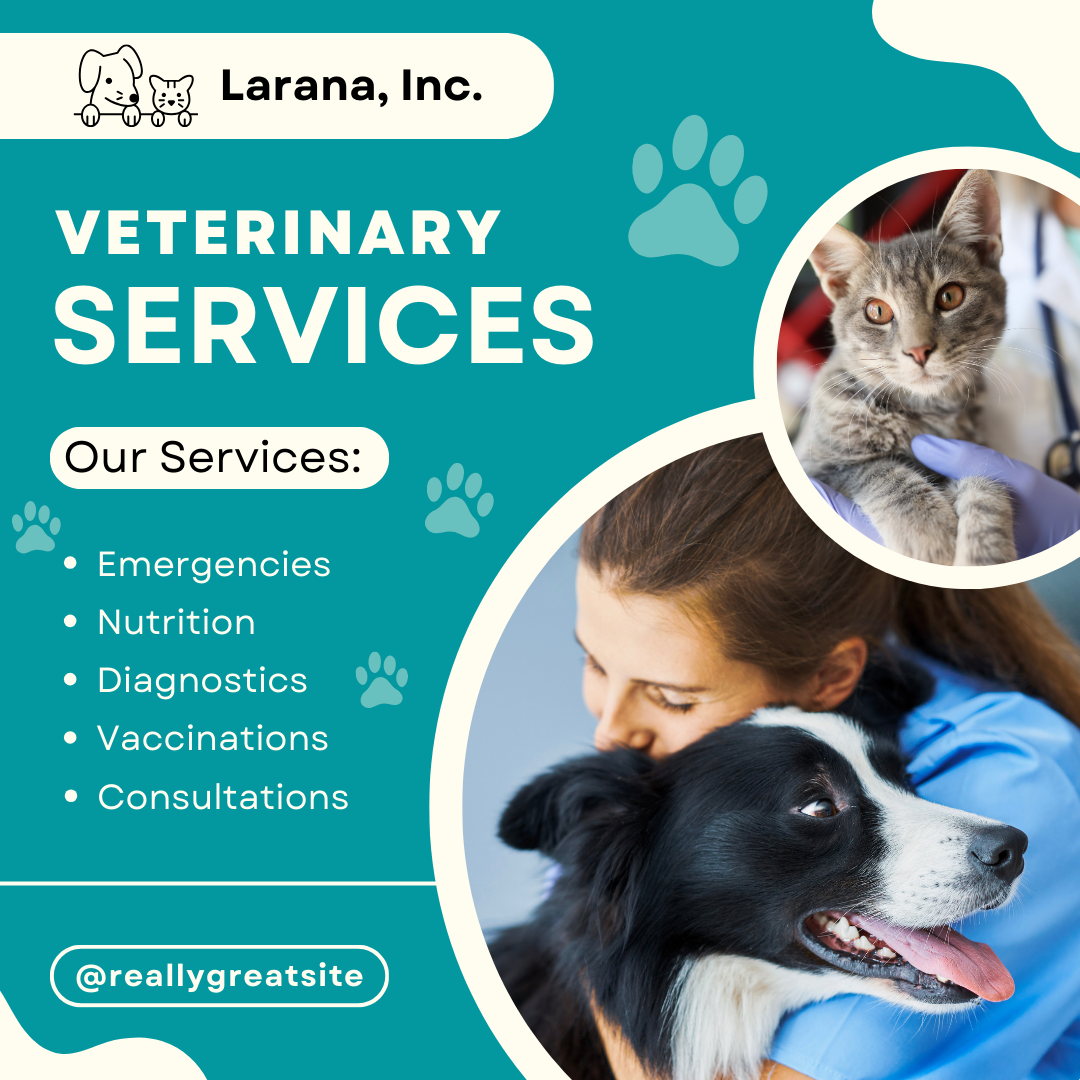 Larana, Inc.
VETERINARY
SERVICES
Our Services:
• Emergencies
• Nutrition
• Diagnostics
• Vaccinations
• Consultations
@reallygreatsite